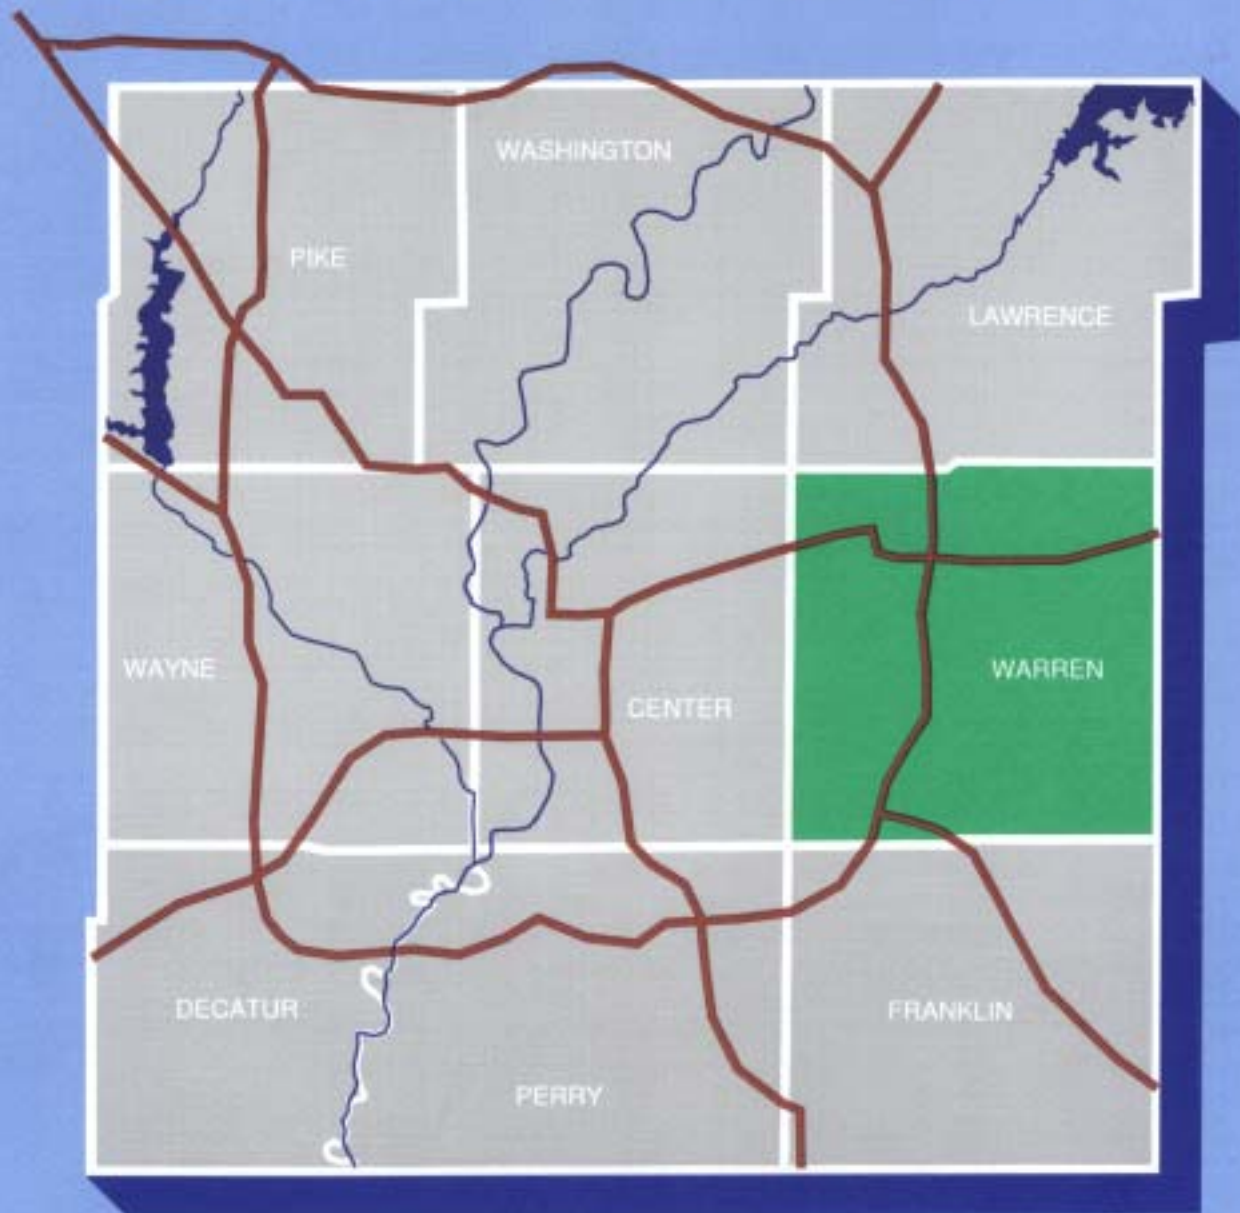 WASHINGTON
PIKE
LAWRENCE
WAYNE
WARREN
CENTER
DECATUR
FRANKLIN
PERRY